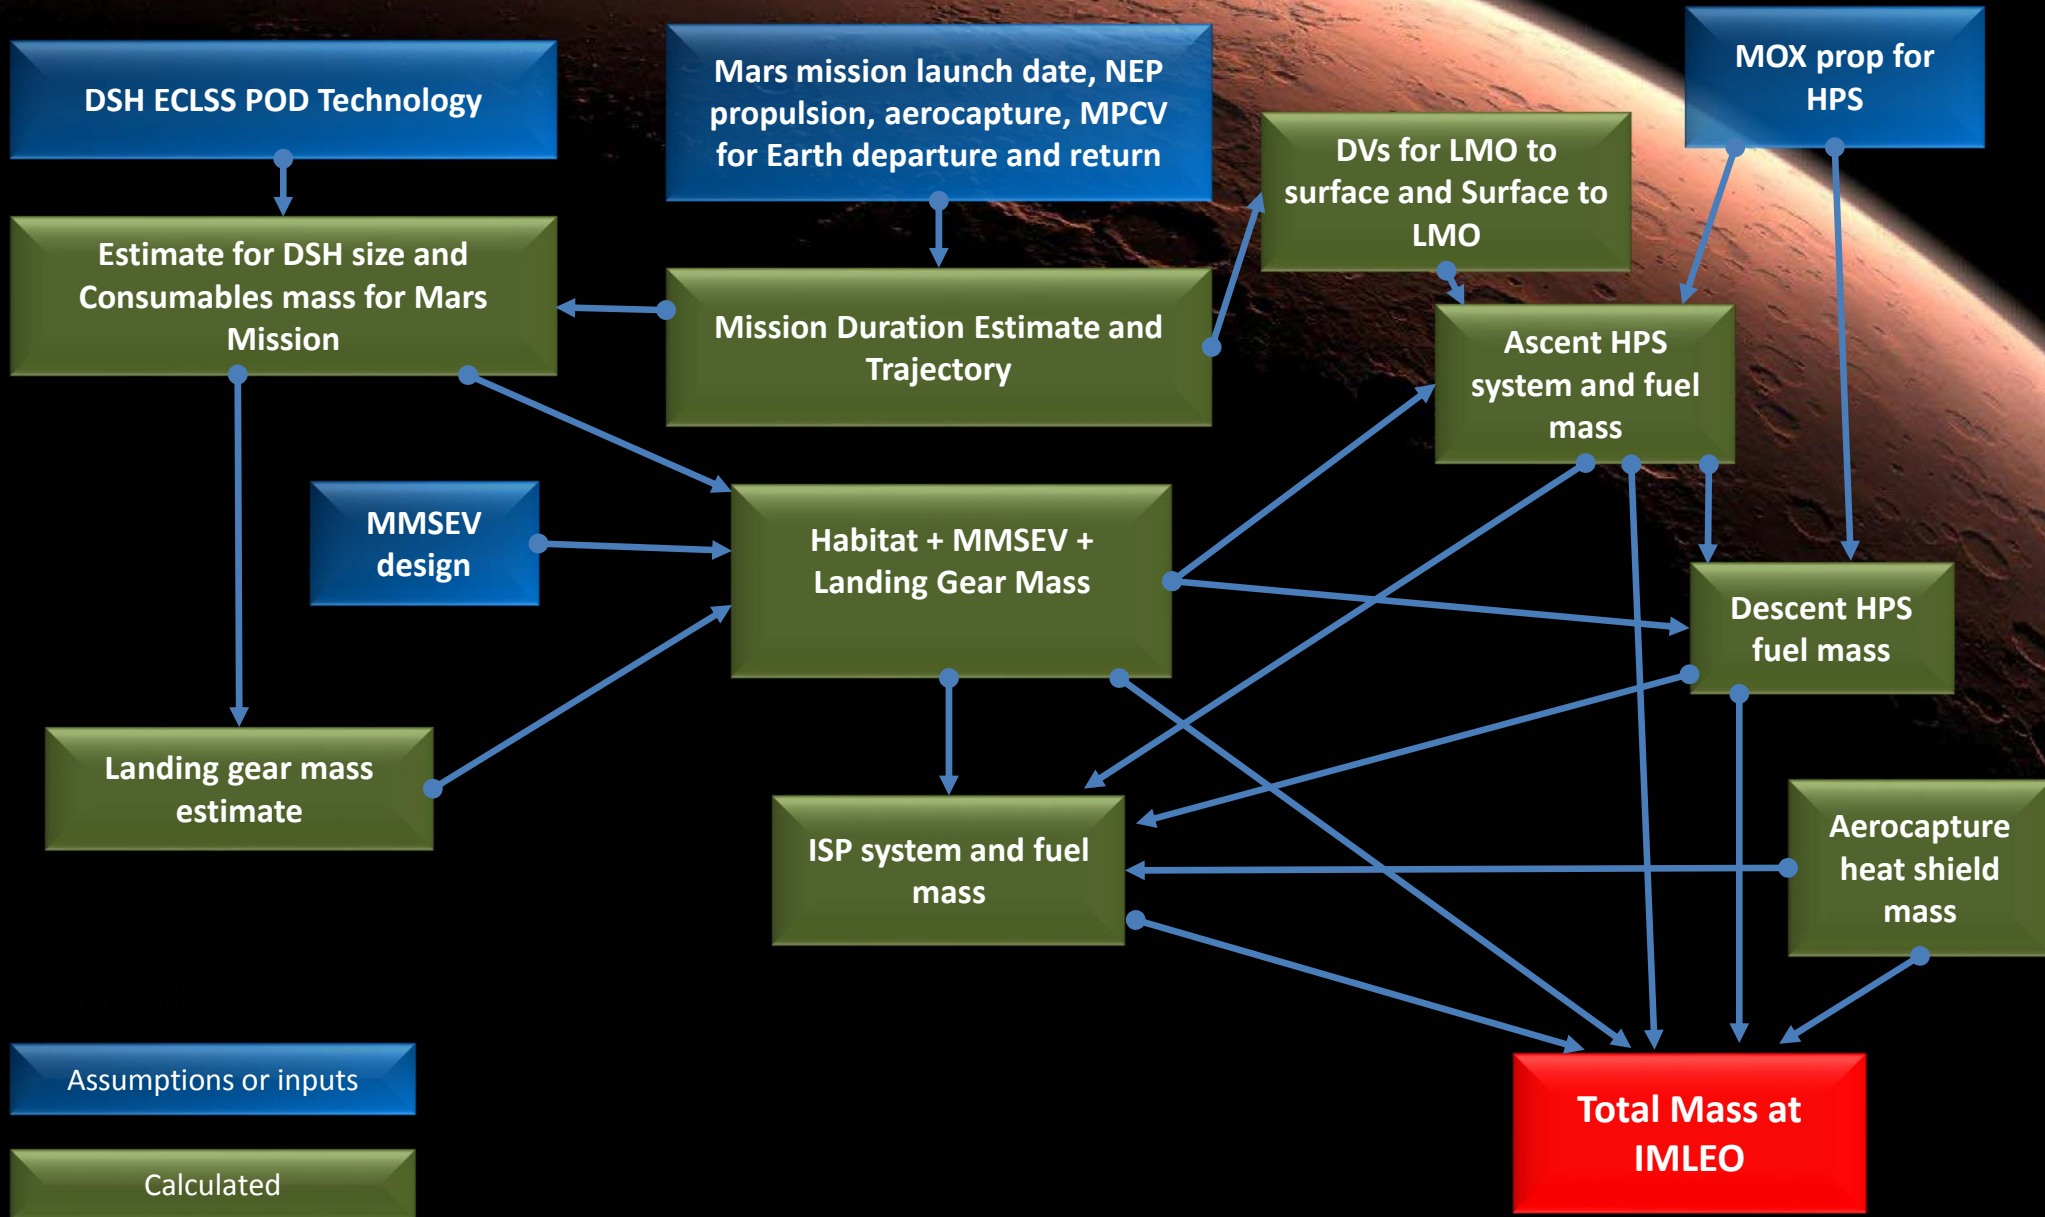 DSH ECLSS POD Technology
Mars mission launch date, NEP
propulsion, aerocapture, MPCV
for Earth departure and return
MOX prop for
HPS
DVs for LMO to
surface and Surface to
LMO
Estimate for DSH size and
Consumables mass for Mars
Mission
Mission Duration Estimate and
Trajectory
Ascent HPS
system and fuel
mass
MMSEV
design
Habitat + MMSEV +
Landing Gear Mass
Descent HPS
fuel mass
Landing gear mass
estimate
ISP system and fuel
mass
Aerocapture
heat shield
mass
Assumptions or inputs
Calculated
Total Mass at
IMLEO